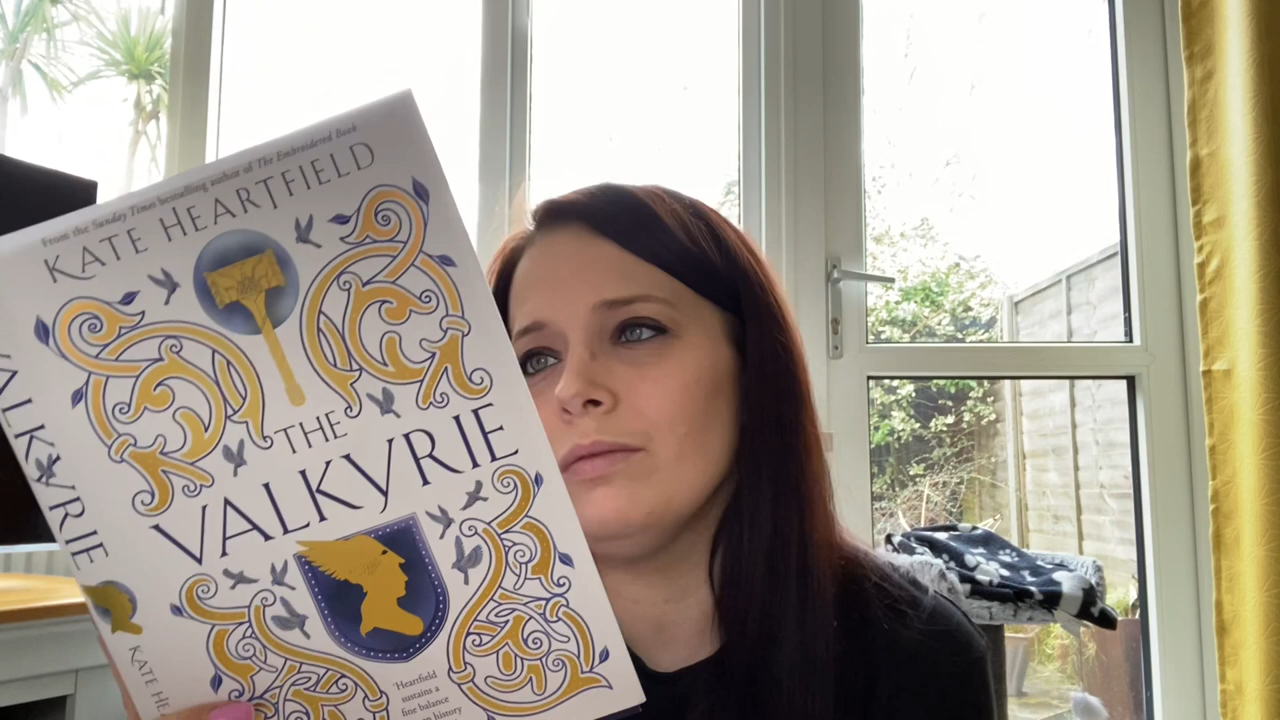 From the Sunday Times bestselling author of The Embroidered Book
KATE HEARTFIELD
THE
VALKYRIE
'Heartfield
sustains a
fine balance
history
VALKYRIE
KATE HE